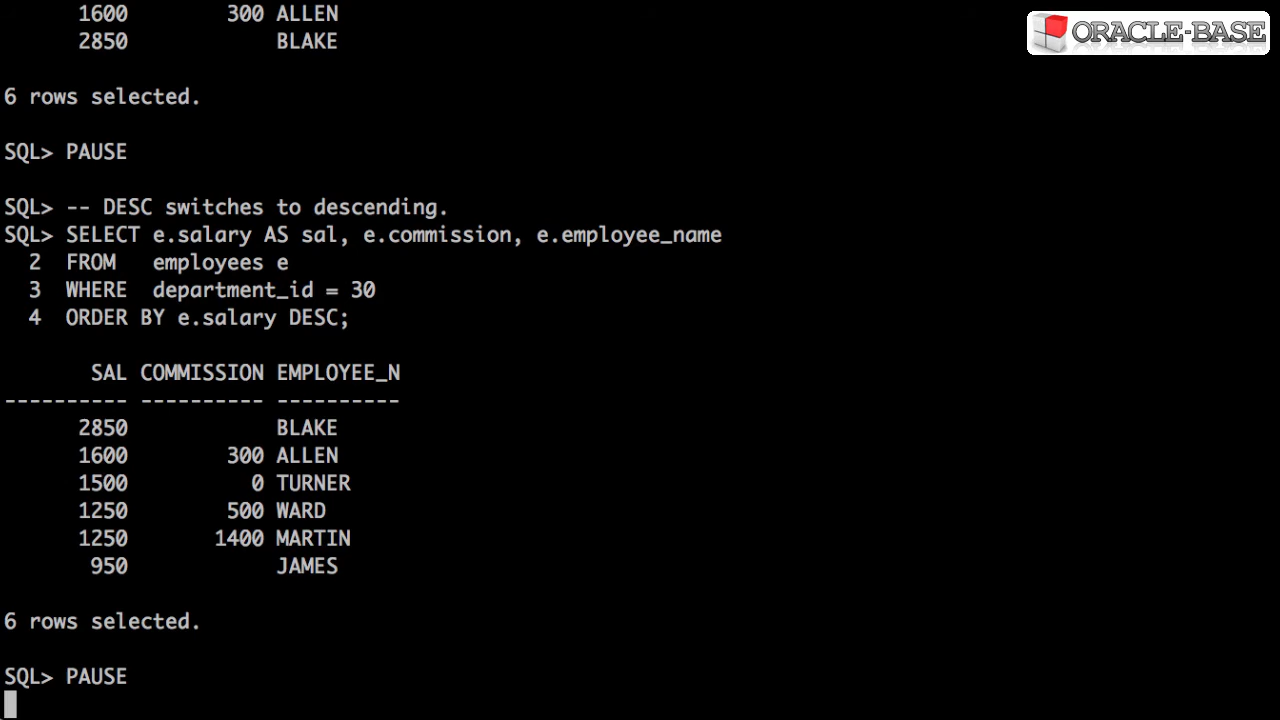 1600        300 ALLEN
      2850            BLAKE
ORACLE-BASE
6 rows selected.
SQL> PAUSE
SQL> -- DESC switches to descending.
SQL> SELECT e.salary AS sal, e.commission, e.employee_name
  2  FROM   employees e
  3  WHERE  department_id = 30
  4  ORDER BY e.salary DESC;
       SAL COMMISSION EMPLOYEE_N
---------- ---------- ----------
      2850            BLAKE
      1600        300 ALLEN
      1500          0 TURNER
      1250        500 WARD
      1250       1400 MARTIN
       950            JAMES
6 rows selected.
SQL> PAUSE